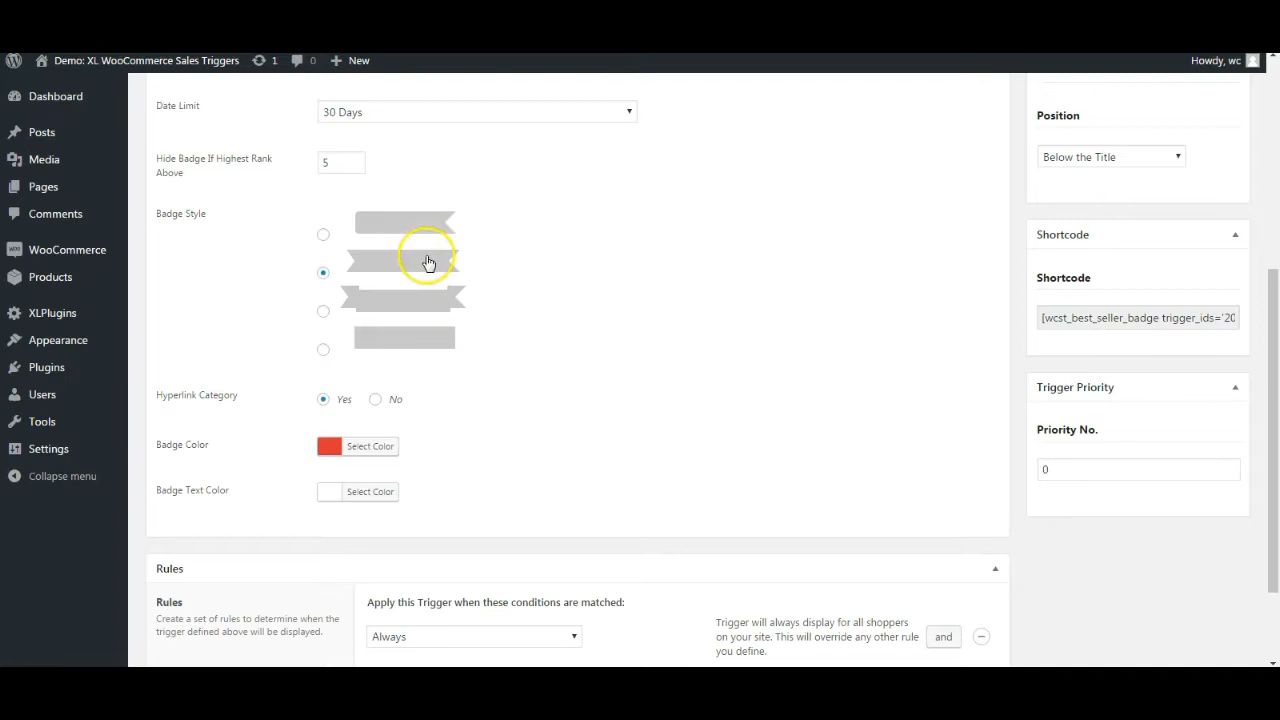 Demo: XL WooCommerce Sales Triggers 1 0 New Howdy, wc
Dashboard
Posts
Media
Pages
Comments
WooCommerce
Products
XLPlugins
Appearance
Plugins
Users
Tools
Settings
Collapse menu
Date Limit
30 Days
Hide Badge If Highest Rank
Above
5
Badge Style
Hyperlink Category
Yes No
Badge Color
Select Color
Badge Text Color
Select Color
Rules
Rules
Create a set of rules to determine when the
trigger defined above will be displayed.
Apply this Trigger when these conditions are matched:
Always
Trigger will always display for all shoppers
on your site. This will override any other rule
you define.
and
Position
Below the Title
Shortcode
Shortcode
[wcst_best_seller_badge trigger_ids='20
Trigger Priority
Priority No.
0